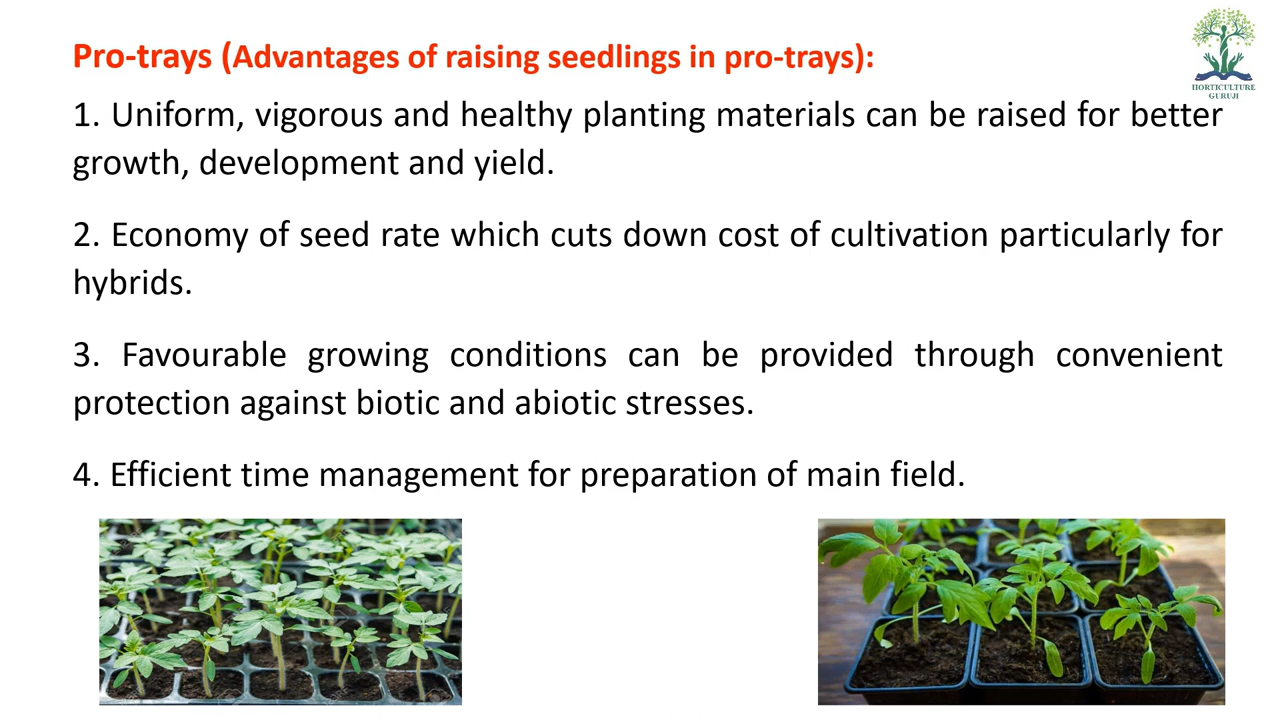 HORTICULTURE
GURUJI
Pro-trays (Advantages of raising seedlings in pro-trays):
1. Uniform, vigorous and healthy planting materials can be raised for better
growth, development and yield.
2. Economy of seed rate which cuts down cost of cultivation particularly for
hybrids.
3. Favourable growing conditions can be provided through convenient
protection against biotic and abiotic stresses.
4. Efficient time management for preparation of main field.